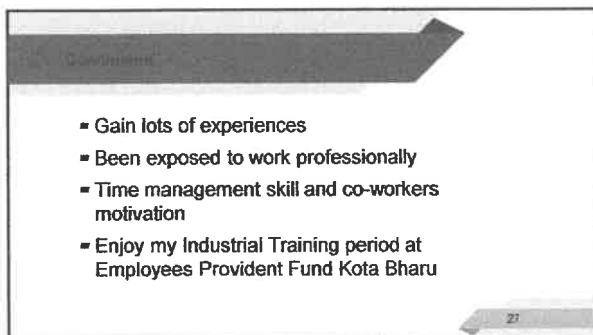 Conclusion
▪ Gain lots of experiences
▪ Been exposed to work professionally
▪ Time management skill and co-workers
motivation
▪ Enjoy my Industrial Training period at
Employees Provident Fund Kota Bharu
27